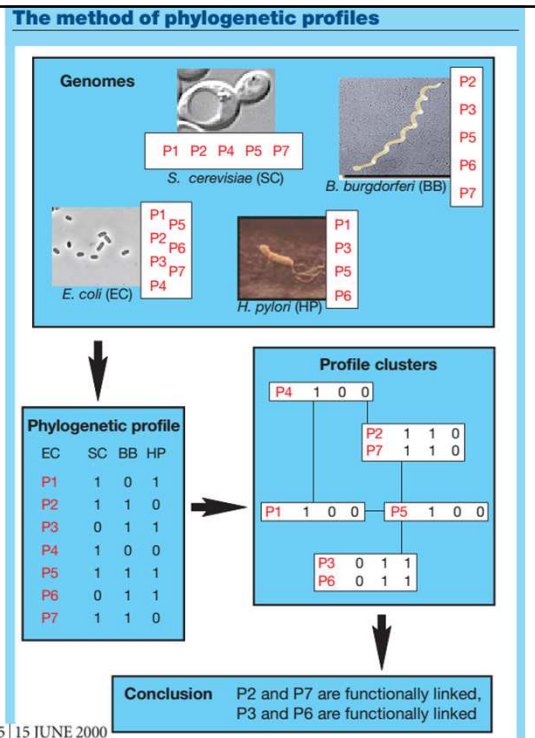 The method of phylogenetic profiles
Genomes
P1 P2 P4 P5 P7
S. cerevisiae (SC)
P2
P3
P5
P6
P7
B. burgdorferi (BB)
P1
P5
P2
P6
P3
P7
P4
E. coli (EC)
P1
P3
P5
P6
H. pylori (HP)
Phylogenetic profile
EC SC BB HP
P1 1 0 1
P2 1 1 0
P3 0 1 1
P4 1 0 0
P5 1 1 1
P6 0 1 1
P7 1 1 0
Profile clusters
P4 1 0 0
P2 1 1 0
P7 1 1 0
P1 1 0 0
P5 1 0 0
P3 0 1 1
P6 0 1 1
Conclusion P2 and P7 are functionally linked,
P3 and P6 are functionally linked
5 | 15 JUNE 2000